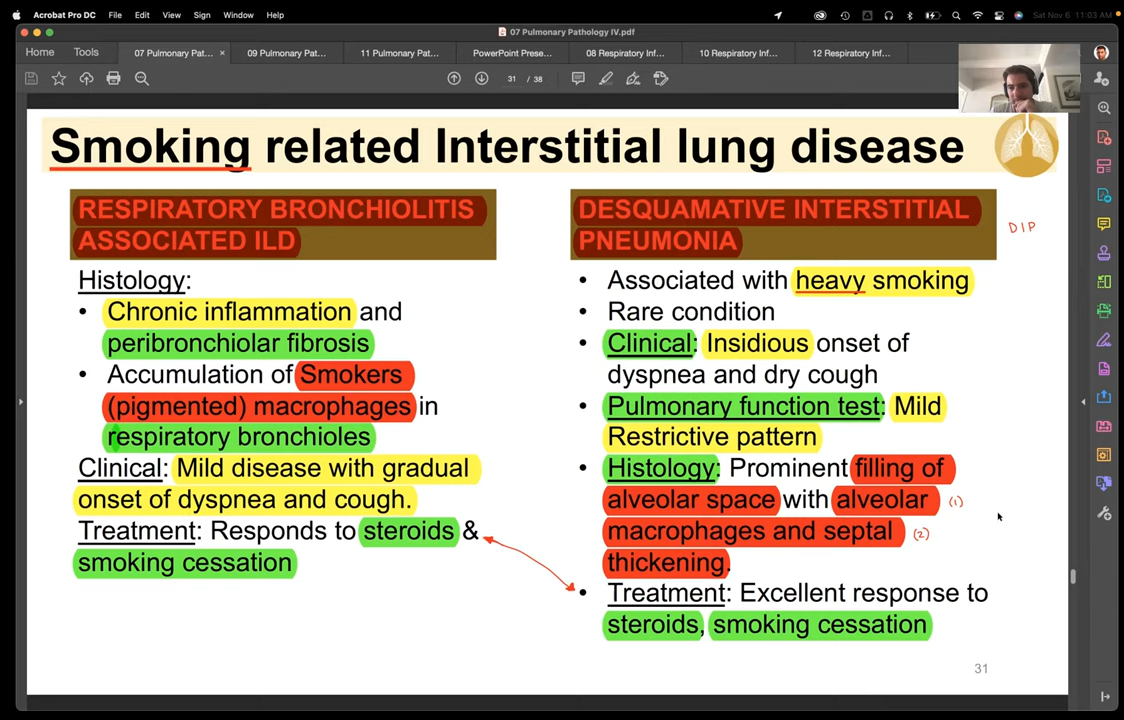 Acrobat Pro DC File Edit View Sign Window Help Sat Nov 6 11:03 AM
07 Pulmonary Pathology IV.pdf
Home Tools 07 Pulmonary Pat... × 09 Pulmonary Pat... 11 Pulmonary Pat... PowerPoint Prese... 08 Respiratory Inf... 10 Respiratory Inf... 12 Respiratory Inf...
31 / 38
Smoking related Interstitial lung disease
RESPIRATORY BRONCHIOLITIS
ASSOCIATED ILD
Histology:
• Chronic inflammation and
peribronchiolar fibrosis
• Accumulation of Smokers
(pigmented) macrophages in
respiratory bronchioles
Clinical: Mild disease with gradual
onset of dyspnea and cough.
Treatment: Responds to steroids &
smoking cessation
DESQUAMATIVE INTERSTITIAL
PNEUMONIA
DIP
• Associated with heavy smoking
• Rare condition
• Clinical: Insidious onset of
dyspnea and dry cough
• Pulmonary function test: Mild
Restrictive pattern
• Histology: Prominent filling of
alveolar space with alveolar (1)
macrophages and septal (2)
thickening.
• Treatment: Excellent response to
steroids, smoking cessation
31